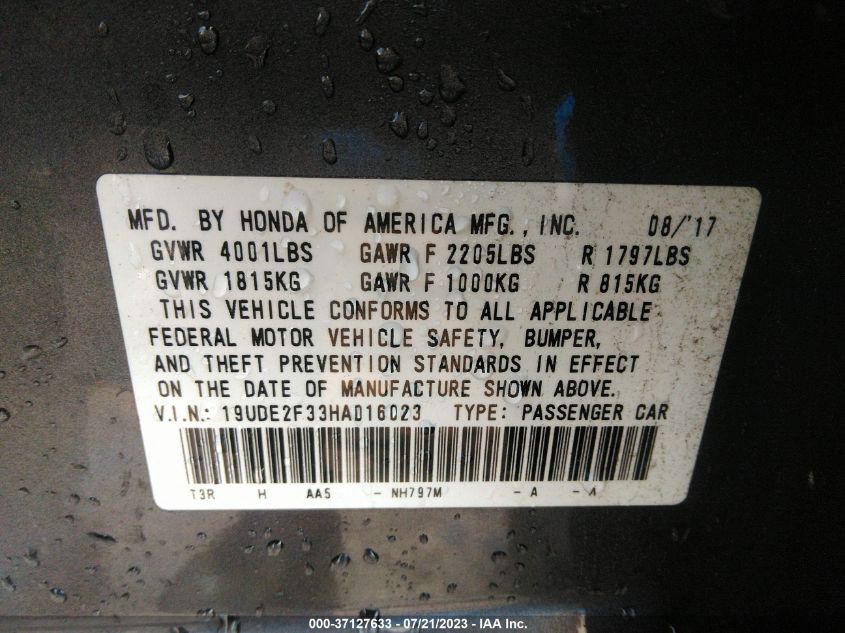 MFD. BY HONDA OF AMERICA MFG., INC. 08/'17
GVWR 4001LBS GAWR F 2205LBS R 1797LBS
GVWR 1815KG GAWR F 1000KG R 815KG
THIS VEHICLE CONFORMS TO ALL APPLICABLE
FEDERAL MOTOR VEHICLE SAFETY, BUMPER,
AND THEFT PREVENTION STANDARDS IN EFFECT
ON THE DATE OF MANUFACTURE SHOWN ABOVE.
V.I.N.: 19UDE2F33HA016023 TYPE: PASSENGER CAR
T3R H AA5 - NH797M - A - A
000-37127633 - 07/21/2023 - IAA Inc.